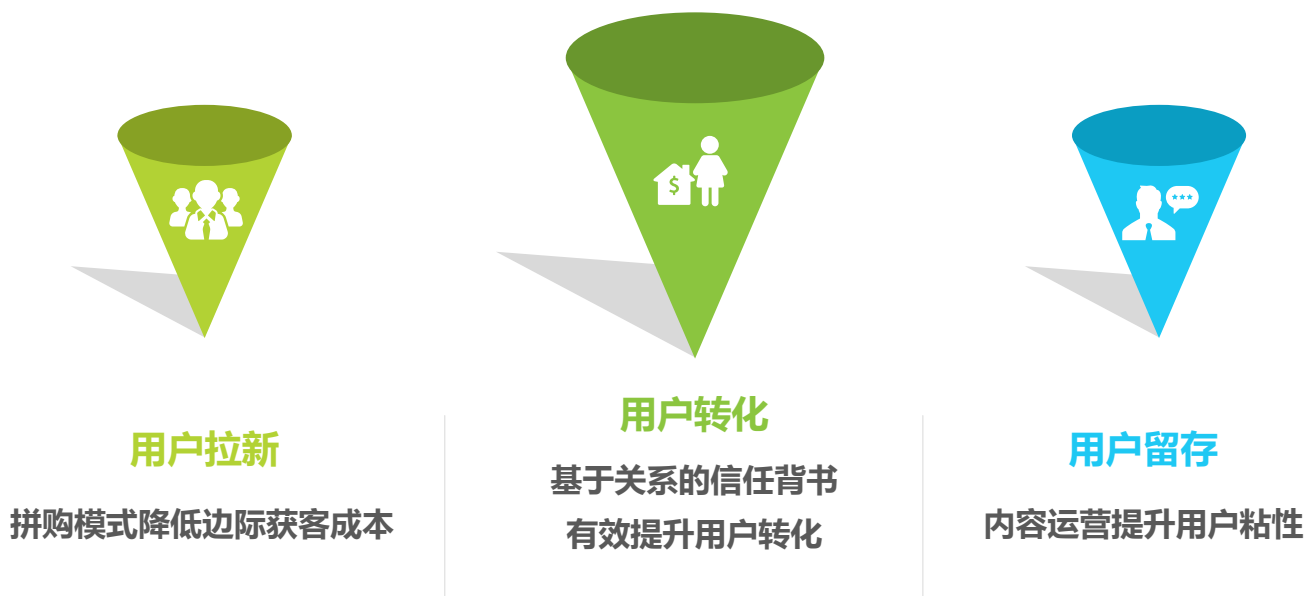 用户拉新
拼购模式降低边际获客成本
用户转化
基于关系的信任背书
有效提升用户转化
用户留存
内容运营提升用户粘性
$